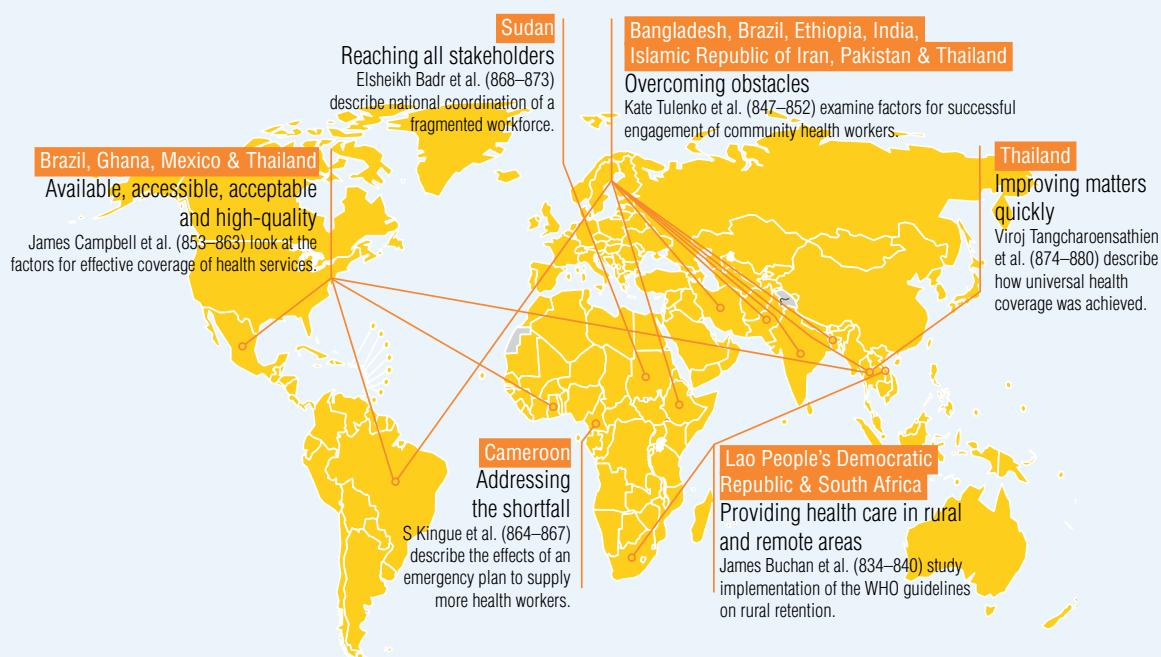 Sudan
Reaching all stakeholders
Elsheikh Badr et al. (868–873)
describe national coordination of a
fragmented workforce.
Bangladesh, Brazil, Ethiopia, India,
Islamic Republic of Iran, Pakistan & Thailand
Overcoming obstacles
Kate Tulenko et al. (847–852) examine factors for successful
engagement of community health workers.
Brazil, Ghana, Mexico & Thailand
Available, accessible, acceptable
and high-quality
James Campbell et al. (853–863) look at the
factors for effective coverage of health services.
Thailand
Improving matters
quickly
Viroj Tangcharoensathien
et al. (874–880) describe
how universal health
coverage was achieved.
Cameroon
Addressing
the shortfall
S Kingue et al. (864–867)
describe the effects of an
emergency plan to supply
more health workers.
Lao People’s Democratic
Republic & South Africa
Providing health care in rural
and remote areas
James Buchan et al. (834–840) study
implementation of the WHO guidelines
on rural retention.